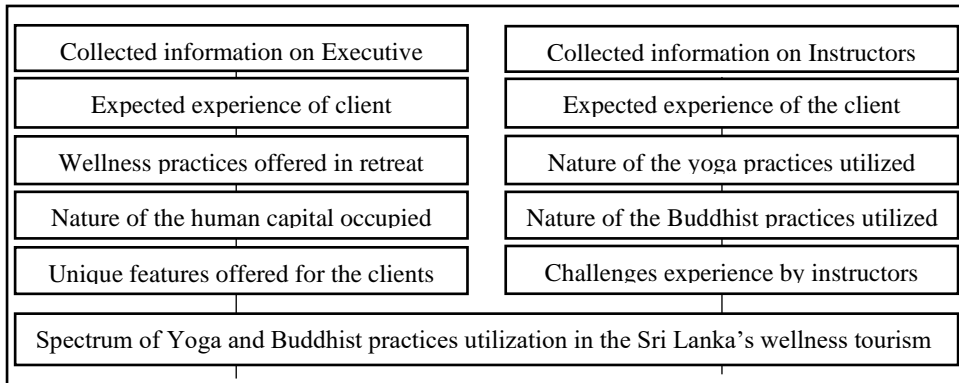 Collected information on Executive
Expected experience of client
Wellness practices offered in retreat
Nature of the human capital occupied
Unique features offered for the clients
Collected information on Instructors
Expected experience of the client
Nature of the yoga practices utilized
Nature of the Buddhist practices utilized
Challenges experience by instructors
Spectrum of Yoga and Buddhist practices utilization in the Sri Lanka’s wellness tourism